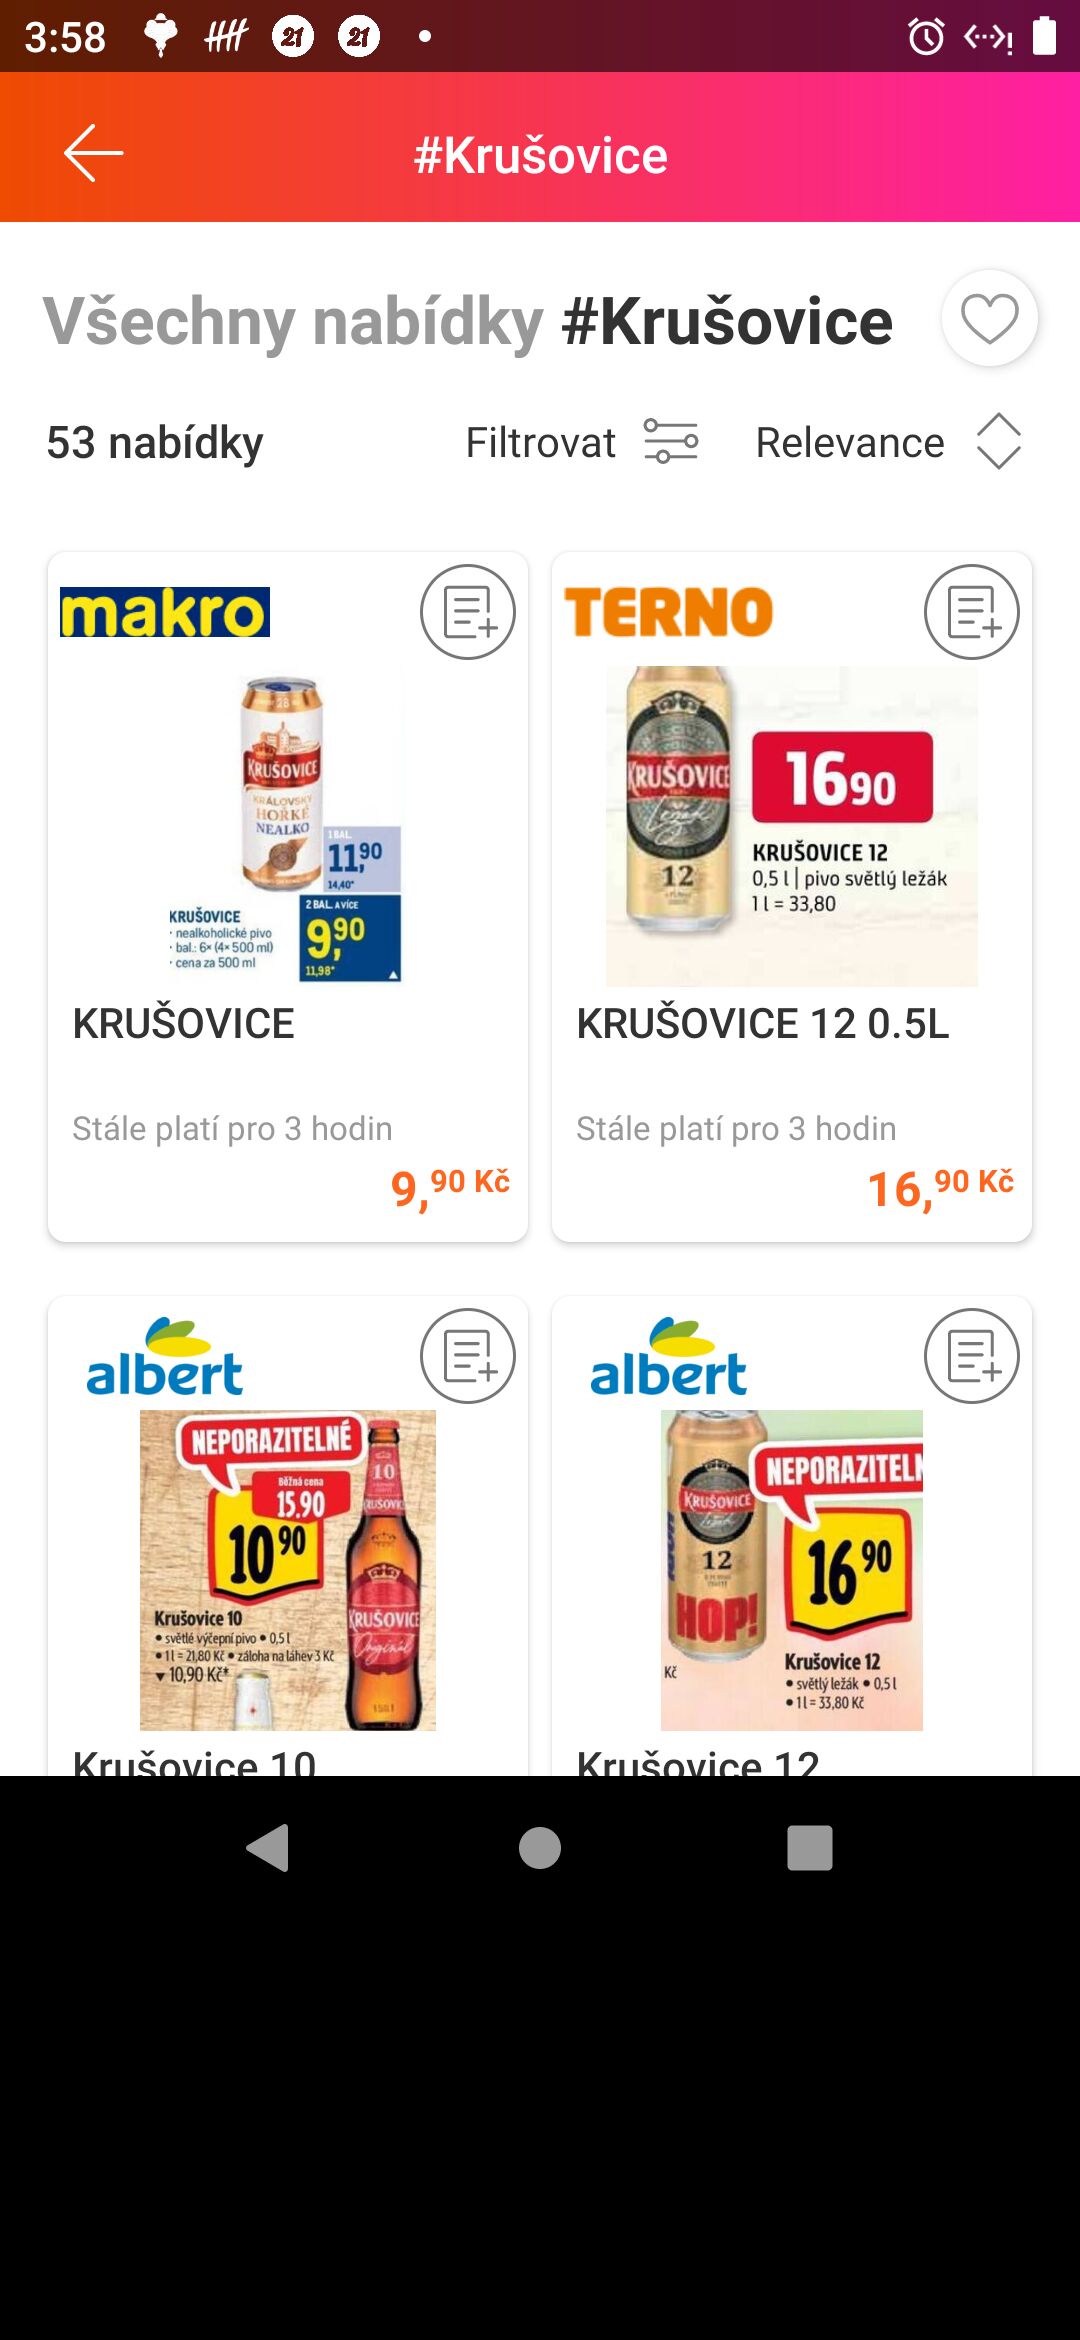 3:58
21
21
#Krušovice
Všechny nabídky #Krušovice
53 nabídky
Filtrovat
Relevance
makro
KRUŠOVICE
KRÁLOVSKÝ
HOŘKÉ
NEALKO
1 BAL.
11,90
14,40*
2 BAL. A VÍCE
9,90
11,98*
KRUŠOVICE
· nealkoholické pivo
· bal.: 6× (4× 500 ml)
· cena za 500 ml
KRUŠOVICE
Stále platí pro 3 hodin
9,90 Kč
TERNO
KRUŠOVICE
Ležák
12
1690
KRUŠOVICE 12
0,5 l | pivo světlý ležák
1 l = 33,80
KRUŠOVICE 12 0.5L
Stále platí pro 3 hodin
16,90 Kč
albert
NEPORAZITELNÉ
Běžná cena
15.90
10 90
Krušovice 10
• světlé výčepní pivo • 0,5 l
• 1 l = 21,80 Kč • záloha na láhev 3 Kč
▼ 10,90 Kč*
10
KRUŠOVICE
Original
Krušovice 10
albert
KRUŠOVICE
Ležák
12
HOP!
NEPORAZITELN
16 90
Kč
Krušovice 12
• světlý ležák • 0,5 l
• 1 l = 33,80 Kč
Krušovice 12